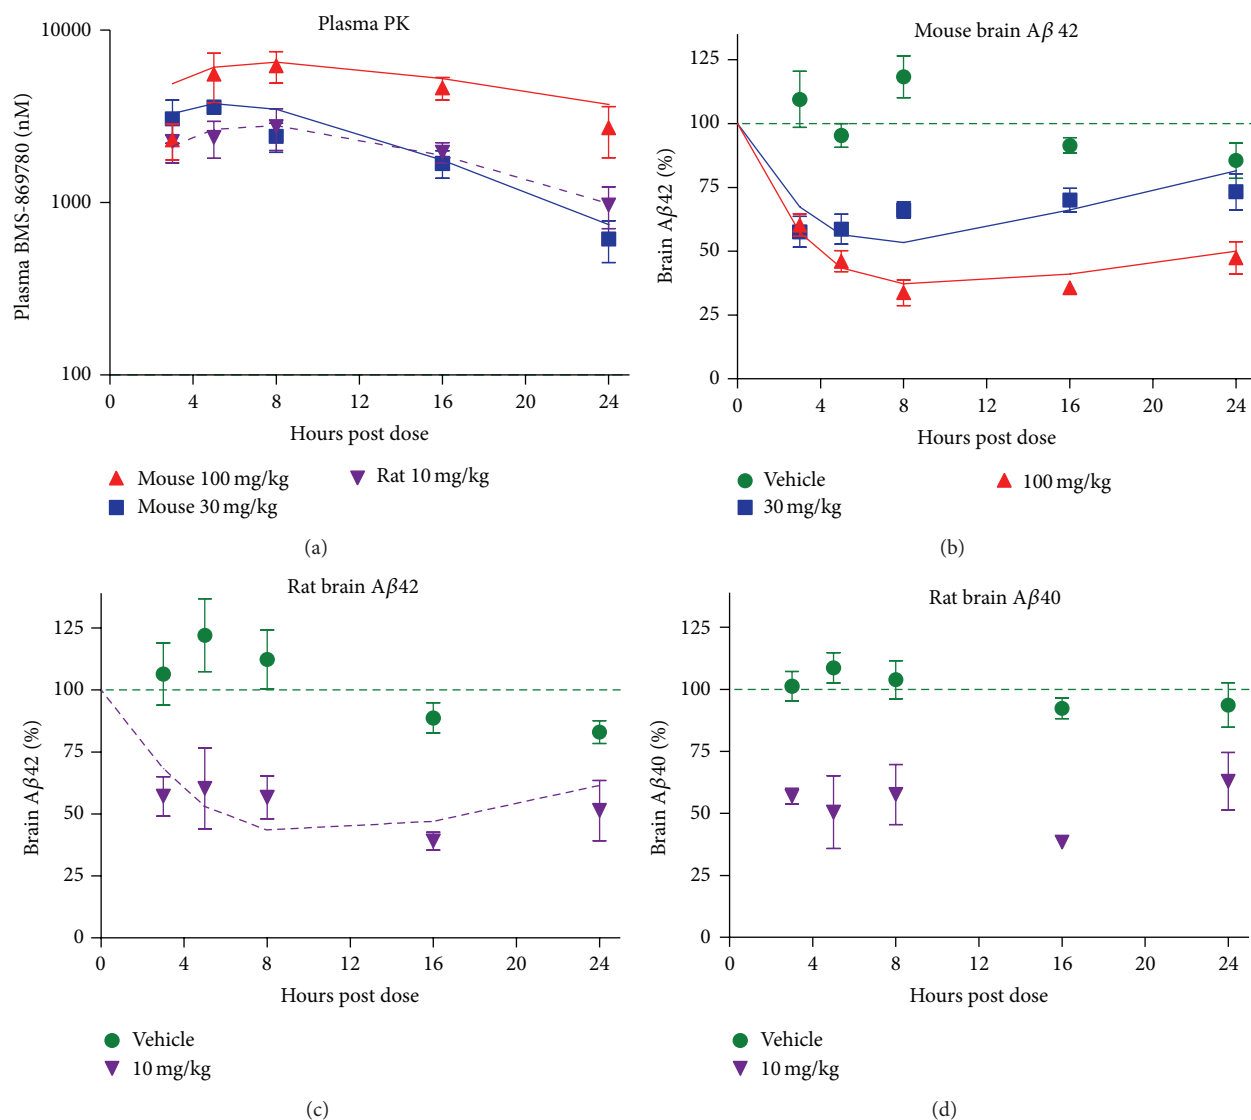 Plasma PK
Plasma BMS-869780 (nM)
10000
1000
100
0 4 8 12 16 20 24
Hours post dose
Mouse 100 mg/kg
Rat 10 mg/kg
Mouse 30 mg/kg
(a)
Mouse brain Aβ 42
Brain Aβ42 (%)
125
100
75
50
25
0
0 4 8 12 16 20 24
Hours post dose
Vehicle
100 mg/kg
30 mg/kg
(b)
Rat brain Aβ42
Brain Aβ42 (%)
125
100
75
50
25
0
0 4 8 12 16 20 24
Hours post dose
Vehicle
10 mg/kg
(c)
Rat brain Aβ40
Brain Aβ40 (%)
125
100
75
50
25
0
0 4 8 12 16 20 24
Hours post dose
Vehicle
10 mg/kg
(d)